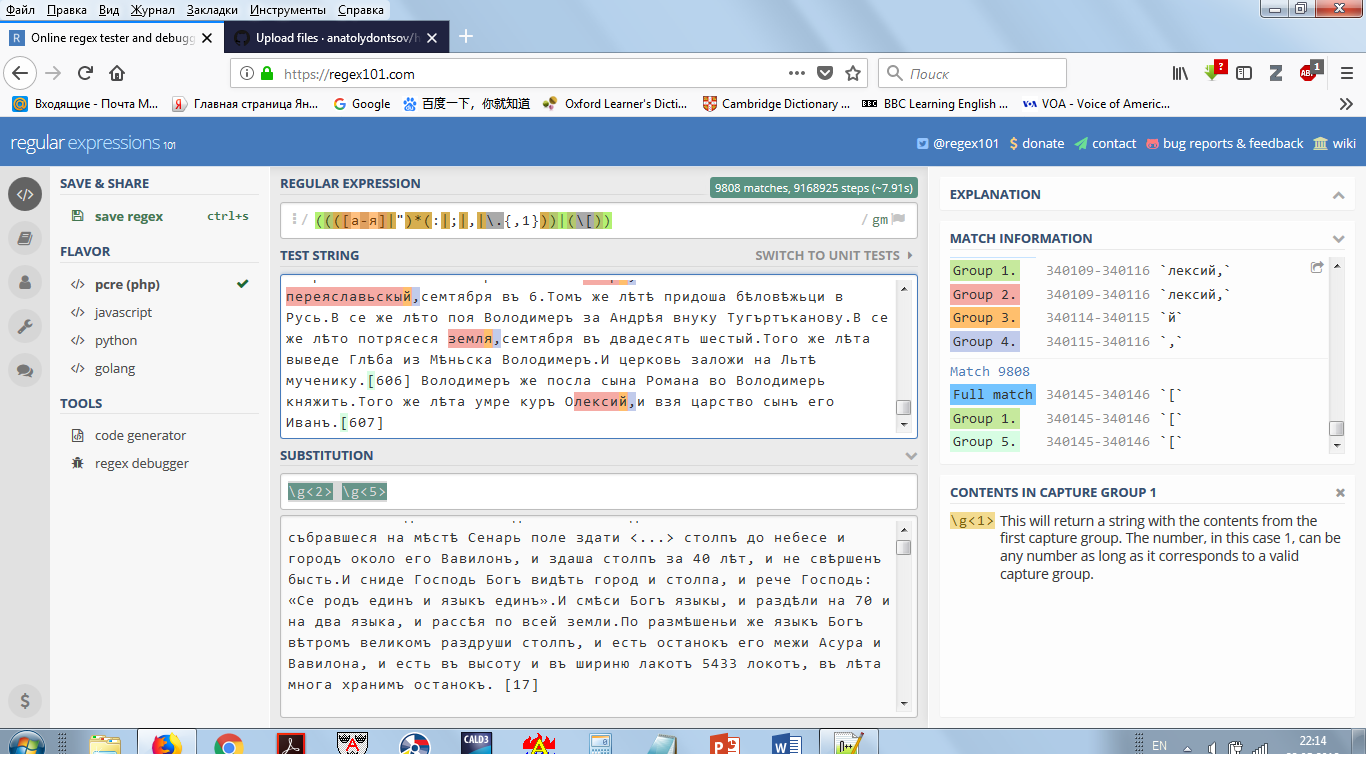 Файл Правка Вид Журнал Закладки Инструменты Справка
Online regex tester and debugg
Upload files · anatolydontsov/h
https://regex101.com
Поиск
Входящие - Почта M...
Главная страница Ян...
Google
百度一下，你就知道
Oxford Learner's Dicti...
Cambridge Dictionary ...
BBC Learning English ...
VOA - Voice of Americ...
regular expressions 101
@regex101
donate
contact
bug reports & feedback
wiki
SAVE & SHARE
save regex ctrl+s
FLAVOR
pcre (php)
javascript
python
golang
TOOLS
code generator
regex debugger
REGULAR EXPRESSION
9808 matches, 9168925 steps (~7.91s)
/ ((([а-я]|")*(:|;|,|\.{,1}))|(\[)) / gm
TEST STRING
SWITCH TO UNIT TESTS
переяславьскый,семтября въ 6.Томъ же лѣтѣ придоша бѣловѣжьци в
Русь.В се же лѣто поя Володимеръ за Андрѣя внуку Тугъртъканову.В се
же лѣто потрясеся земля,семтября въ двадесять шестый.Того же лѣта
выведе Глѣба из Мѣньска Володимеръ.И церковь заложи на Льтѣ
мученику.[606] Володимеръ же посла сына Романа во Володимерь
княжить.Того же лѣта умре куръ Олексий,и взя царство сынъ его
Иванъ.[607]
SUBSTITUTION
\g<2> \g<5>
събравшеся на мѣстѣ Сенарь поле здати <...> столпъ до небесе и
городъ около его Вавилонъ, и здаша столпъ за 40 лѣт, и не свѣршенъ
бысть.И сниде Господь Богъ видѣть город и столпа, и рече Господь:
«Се родъ единъ и языкъ единъ».И смѣси Богъ языкы, и раздѣли на 70 и
на два языка, и рассѣя по всей земли.По размѣшеньи же языкъ Богъ
вѣтромъ великомъ раздруши столпъ, и есть останокъ его межи Асура и
Вавилона, и есть въ высоту и въ ширину лакотъ 5433 локотъ, въ лѣта
многа хранимъ останокъ. [17]
EXPLANATION
MATCH INFORMATION
Group 1. 340109-340116 `лексий,`
Group 2. 340109-340116 `лексий,`
Group 3. 340114-340115 `й`
Group 4. 340115-340116 `,`
Match 9808
Full match 340145-340146 `[`
Group 1. 340145-340146 `[`
Group 5. 340145-340146 `[`
CONTENTS IN CAPTURE GROUP 1
\g<1> This will return a string with the contents from the
first capture group. The number, in this case 1, can be
any number as long as it corresponds to a valid
capture group.
CALD3
EN
22:14